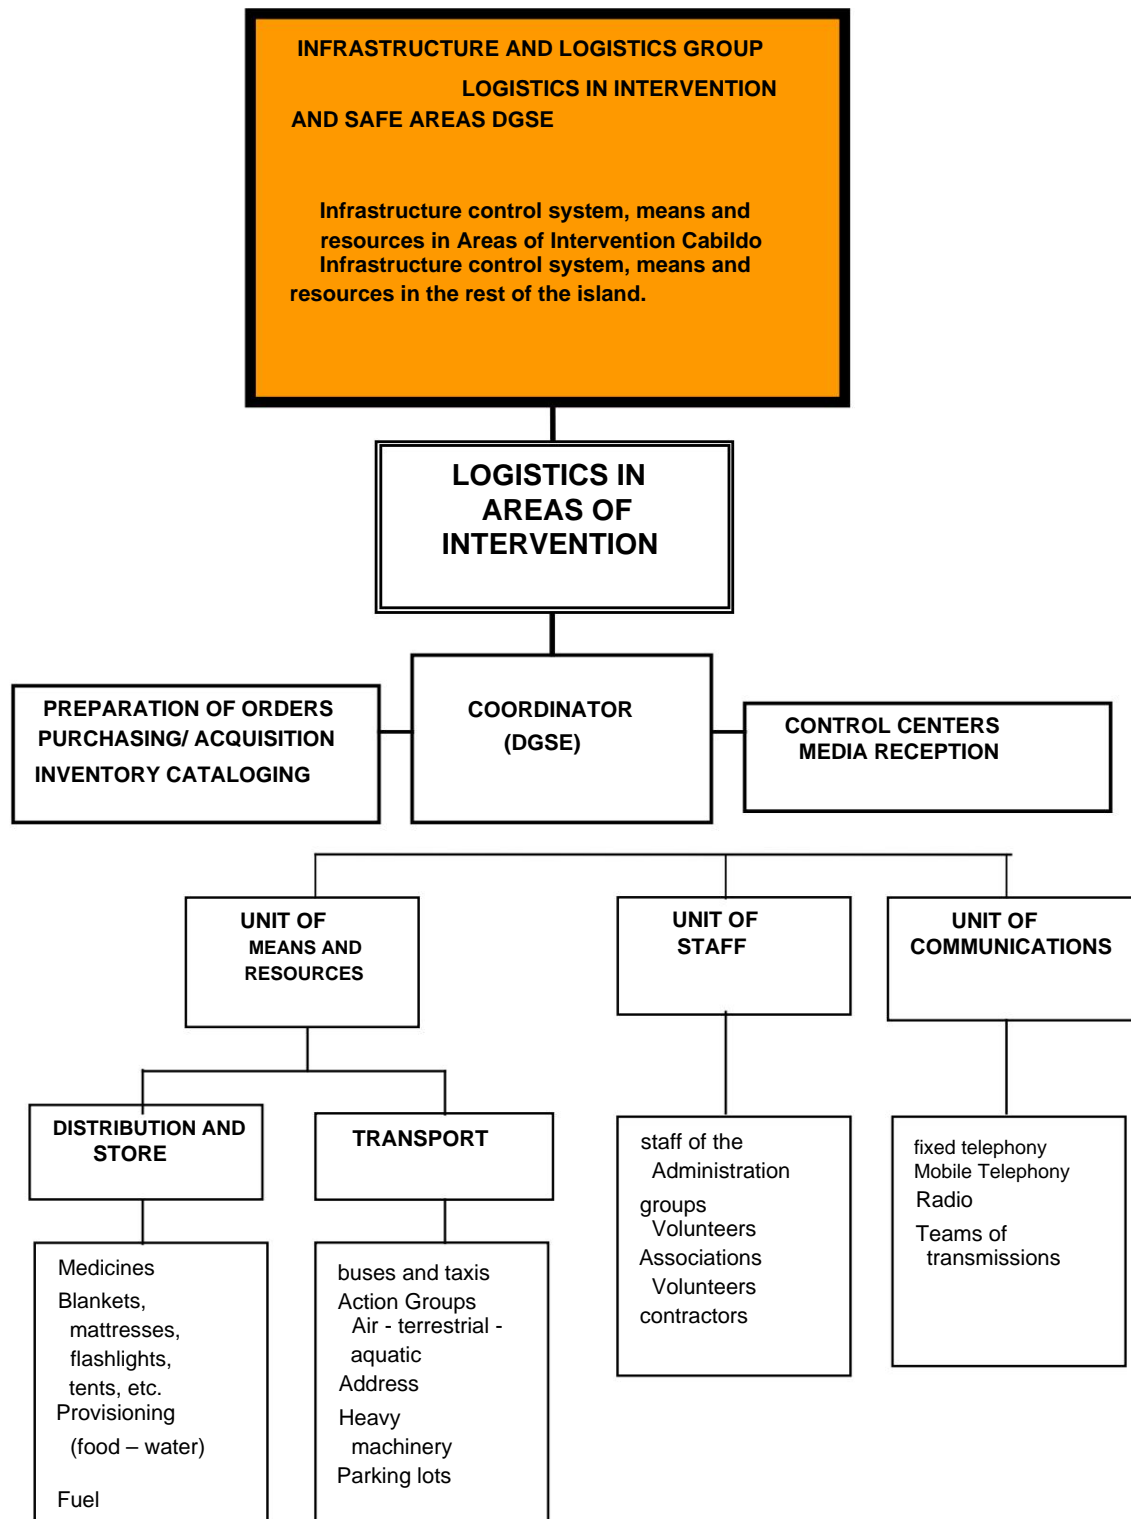 INFRASTRUCTURE AND LOGISTICS GROUP
LOGISTICS IN INTERVENTION
AND SAFE AREAS DGSE
Infrastructure control system, means and
resources in Areas of Intervention Cabildo
Infrastructure control system, means and
resources in the rest of the island.
LOGISTICS IN
AREAS OF
INTERVENTION
PREPARATION OF ORDERS
PURCHASING/ ACQUISITION
INVENTORY CATALOGING
COORDINATOR
(DGSE)
CONTROL CENTERS
MEDIA RECEPTION
UNIT OF
MEANS AND
RESOURCES
UNIT OF
STAFF
UNIT OF
COMMUNICATIONS
DISTRIBUTION AND
STORE
TRANSPORT
staff of the
Administration
groups
Volunteers
Associations
Volunteers
contractors
fixed telephony
Mobile Telephony
Radio
Teams of
transmissions
Medicines
Blankets,
mattresses,
flashlights,
tents, etc.
Provisioning
(food – water)
Fuel
buses and taxis
Action Groups
Air - terrestrial -
aquatic
Address
Heavy
machinery
Parking lots